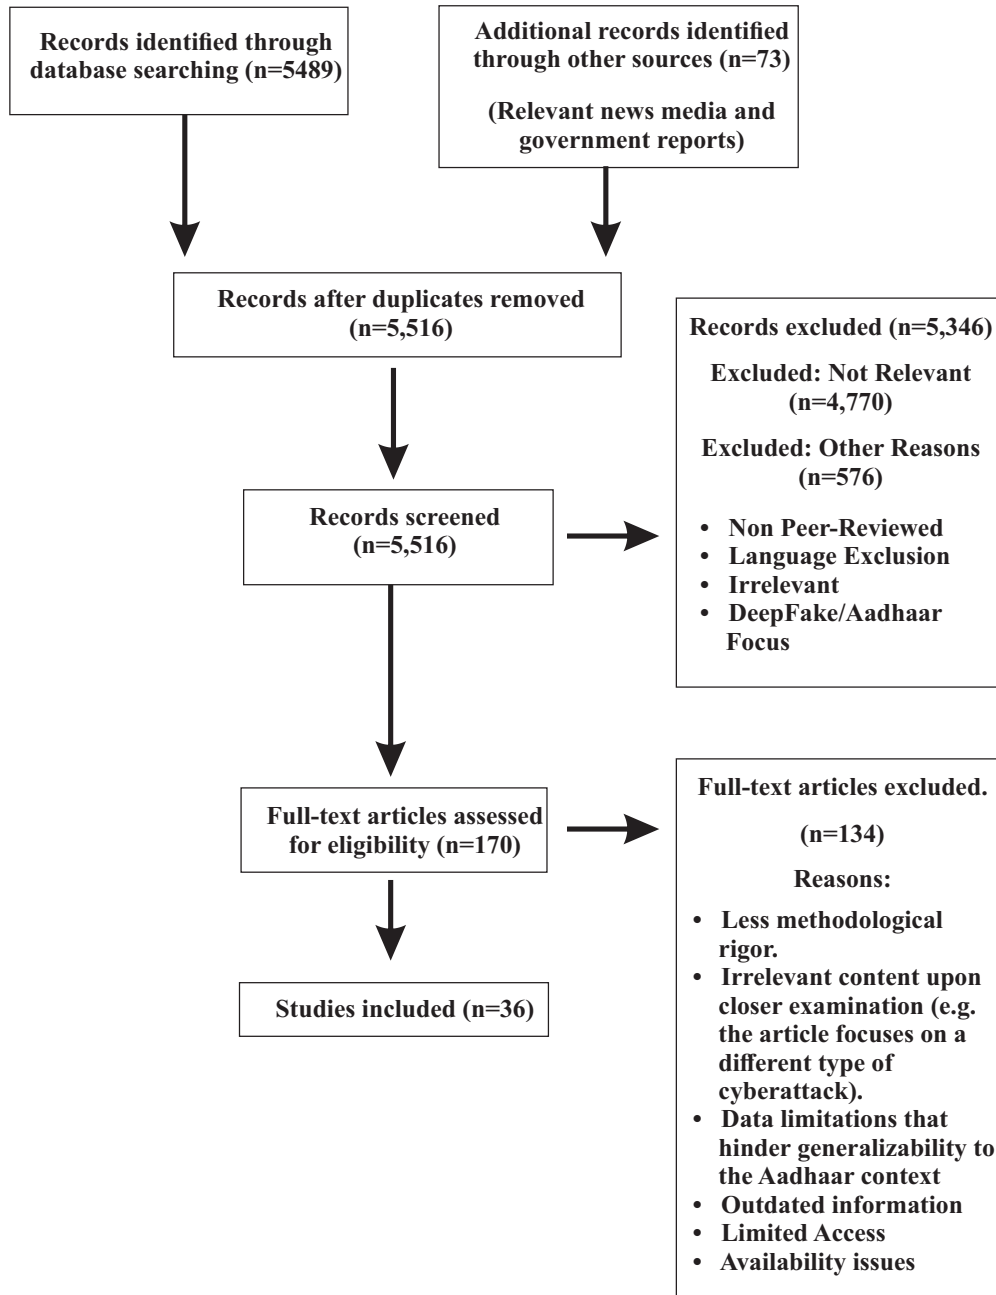 Records identified through
database searching (n=5489)
Additional records identified
through other sources (n=73)
(Relevant news media and
government reports)
Records after duplicates removed
(n=5,516)
Records excluded (n=5,346)
Excluded: Not Relevant
(n=4,770)
Excluded: Other Reasons
(n=576)
• Non Peer-Reviewed
• Language Exclusion
• Irrelevant
• DeepFake/Aadhaar
Focus
Records screened
(n=5,516)
Full-text articles assessed
for eligibility (n=170)
Full-text articles excluded.
(n=134)
Reasons:
• Less methodological
rigor.
• Irrelevant content upon
closer examination (e.g.
the article focuses on a
different type of
cyberattack).
• Data limitations that
hinder generalizability to
the Aadhaar context
• Outdated information
• Limited Access
• Availability issues
Studies included (n=36)